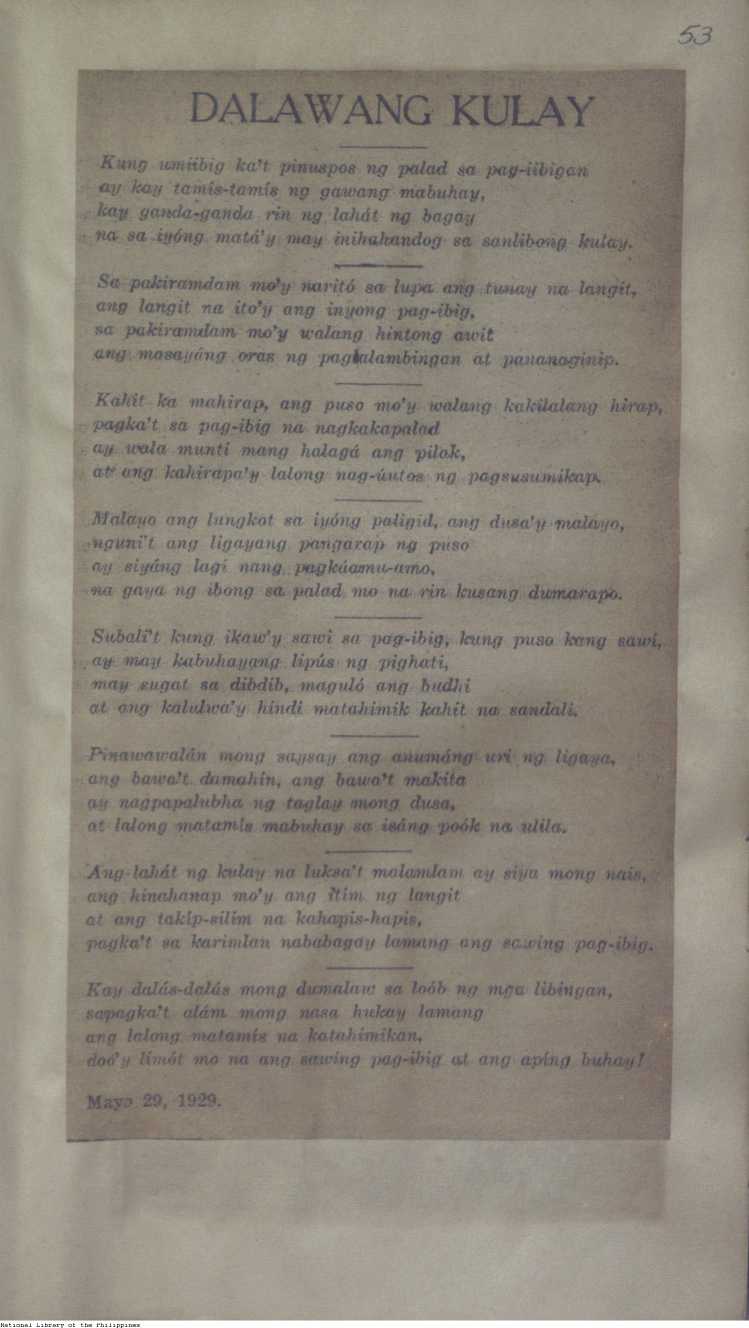 53
DALAWANG KULAY
Kung umiibig ka't pinuspos ng palad sa pag-iibigan
ay kay tamís-tamís ng gawang mabuhay,
kay ganda-ganda rin ng lahát ng bagay
na sa iyóng matá'y may inihahandog sa sanlibong kulay.
Sa pakiramdam mo'y naritó sa lupa ang tunay na langit,
ang langit na ito'y ang inyong pag-ibig,
sa pakiramdam mo'y walang hintong awit
ang masayáng oras ng paglalambingan at pananaginip.
Kahit ka mahirap, ang puso mo'y walang kakilalang hirap,
pagka't sa pag-ibig na nagkakapalad
ay wala munti mang halagá ang pilak,
at ang kahirapa'y lalong nag-úutos ng pagsusumikap.
Malayo ang lungkot sa iyóng paligid, ang dusa'y malayo,
nguni't ang ligayang pangarap ng puso
ay siyáng lagi nang pagkáamu-amo,
na gaya ng ibong sa palad mo na rin kusang dumarapo.
Subali't kung ikaw'y sawi sa pag-ibig, kung puso kang sawi,
ay may kabuhayang lipús ng pighati,
may sugat sa dibdib, maguló ang budhi
at ang kalulwa'y hindi matahimik kahit na sandali.
Pinawawalán mong saysay ang anumáng uri ng ligaya,
ang bawa't damahin, ang bawa't makita
ay nagpapalubha ng taglay mong dusa,
at lalong matamis mabuhay sa isáng poók na ulila.
Ang lahát ng kulay na luksa't malamlam ay siya mong nais,
ang hinahanap mo'y ang itim ng langit
at ang takip-silim na kahapis-hapis,
pagka't sa karimlan nababagay lamang ang sawing pag-ibig.
Kay dalás-dalás mong dumalaw sa loób ng mga libingan,
sapagka't alám mong nasa hukay lamang
ang lalong matamis na katahimikan,
doo'y limót mo na ang sawing pag-ibig at ang aping buhay!
Mayo 29, 1929.
National Library of the Philippines